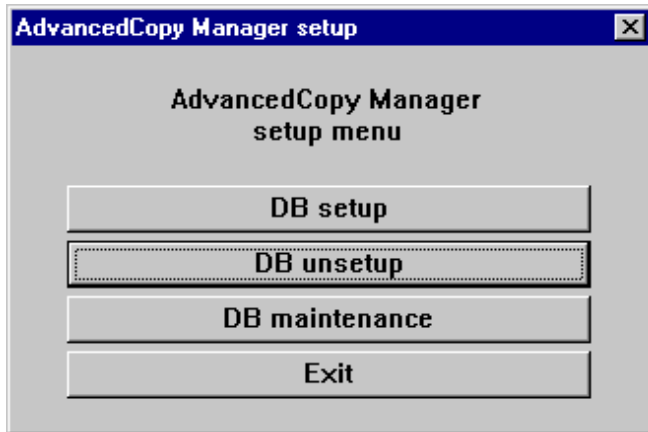 AdvancedCopy Manager setup
AdvancedCopy Manager
setup menu
DB setup
DB unsetup
DB maintenance
Exit